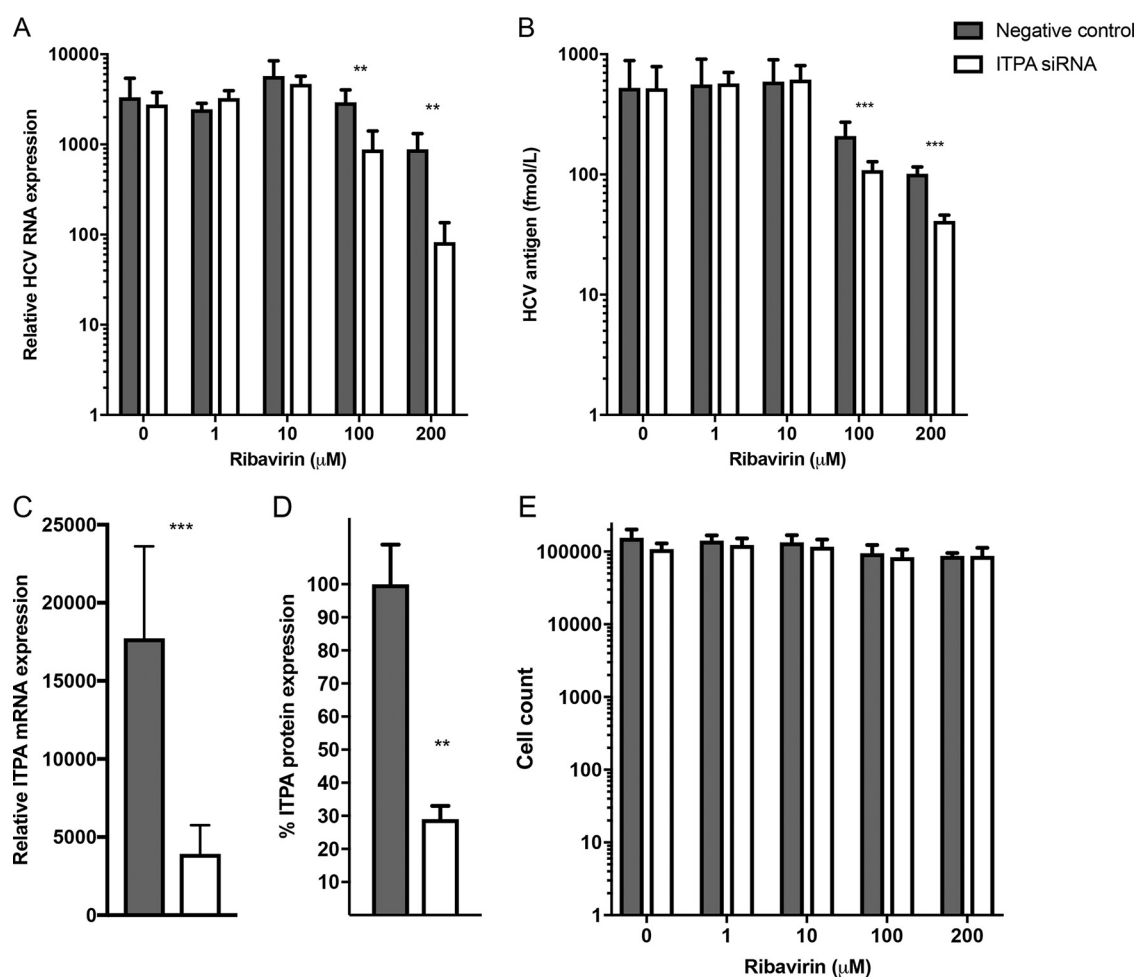 A
Relative HCV RNA expression
10000
1000
100
10
1
**
**
0 1 10 100 200
Ribavirin (μM)
B
HCV antigen (fmol/L)
1000
100
10
1
***
***
0 1 10 100 200
Ribavirin (μM)
Negative control
ITPA siRNA
C
Relative ITPA mRNA expression
25000
20000
15000
10000
5000
0
***
D
% ITPA protein expression
100
90
80
70
60
50
40
30
20
10
**
E
Cell count
100000
10000
1000
100
10
1
0 1 10 100 200
Ribavirin (μM)